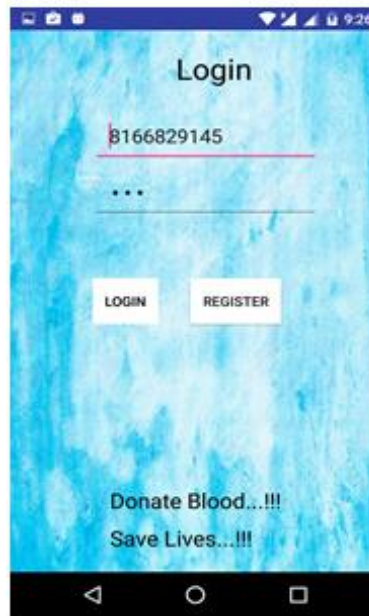 9:26
Login
8166829145
LOGIN REGISTER
Donate Blood...!!!
Save Lives...!!!